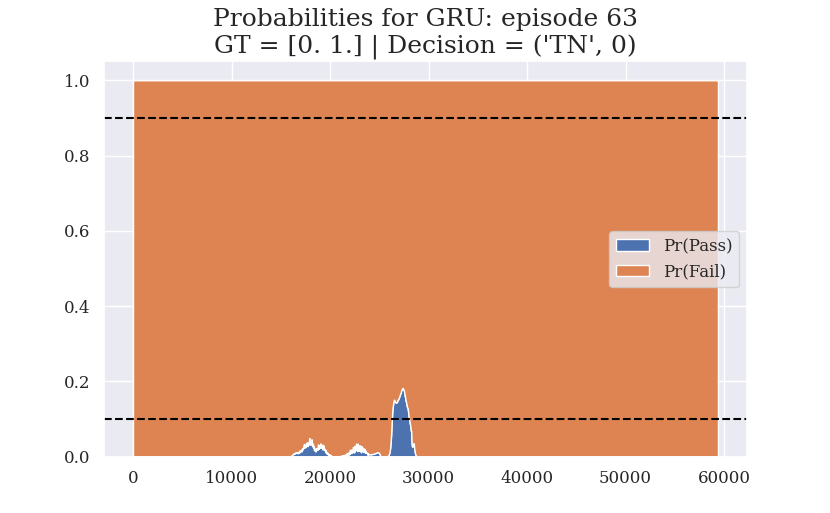 Probabilities for GRU: episode 63
GT = [0. 1.] | Decision = ('TN', 0)
1.0
0.8
0.6
0.4
0.2
0.0
Pr(Pass)
Pr(Fail)
0 10000 20000 30000 40000 50000 60000